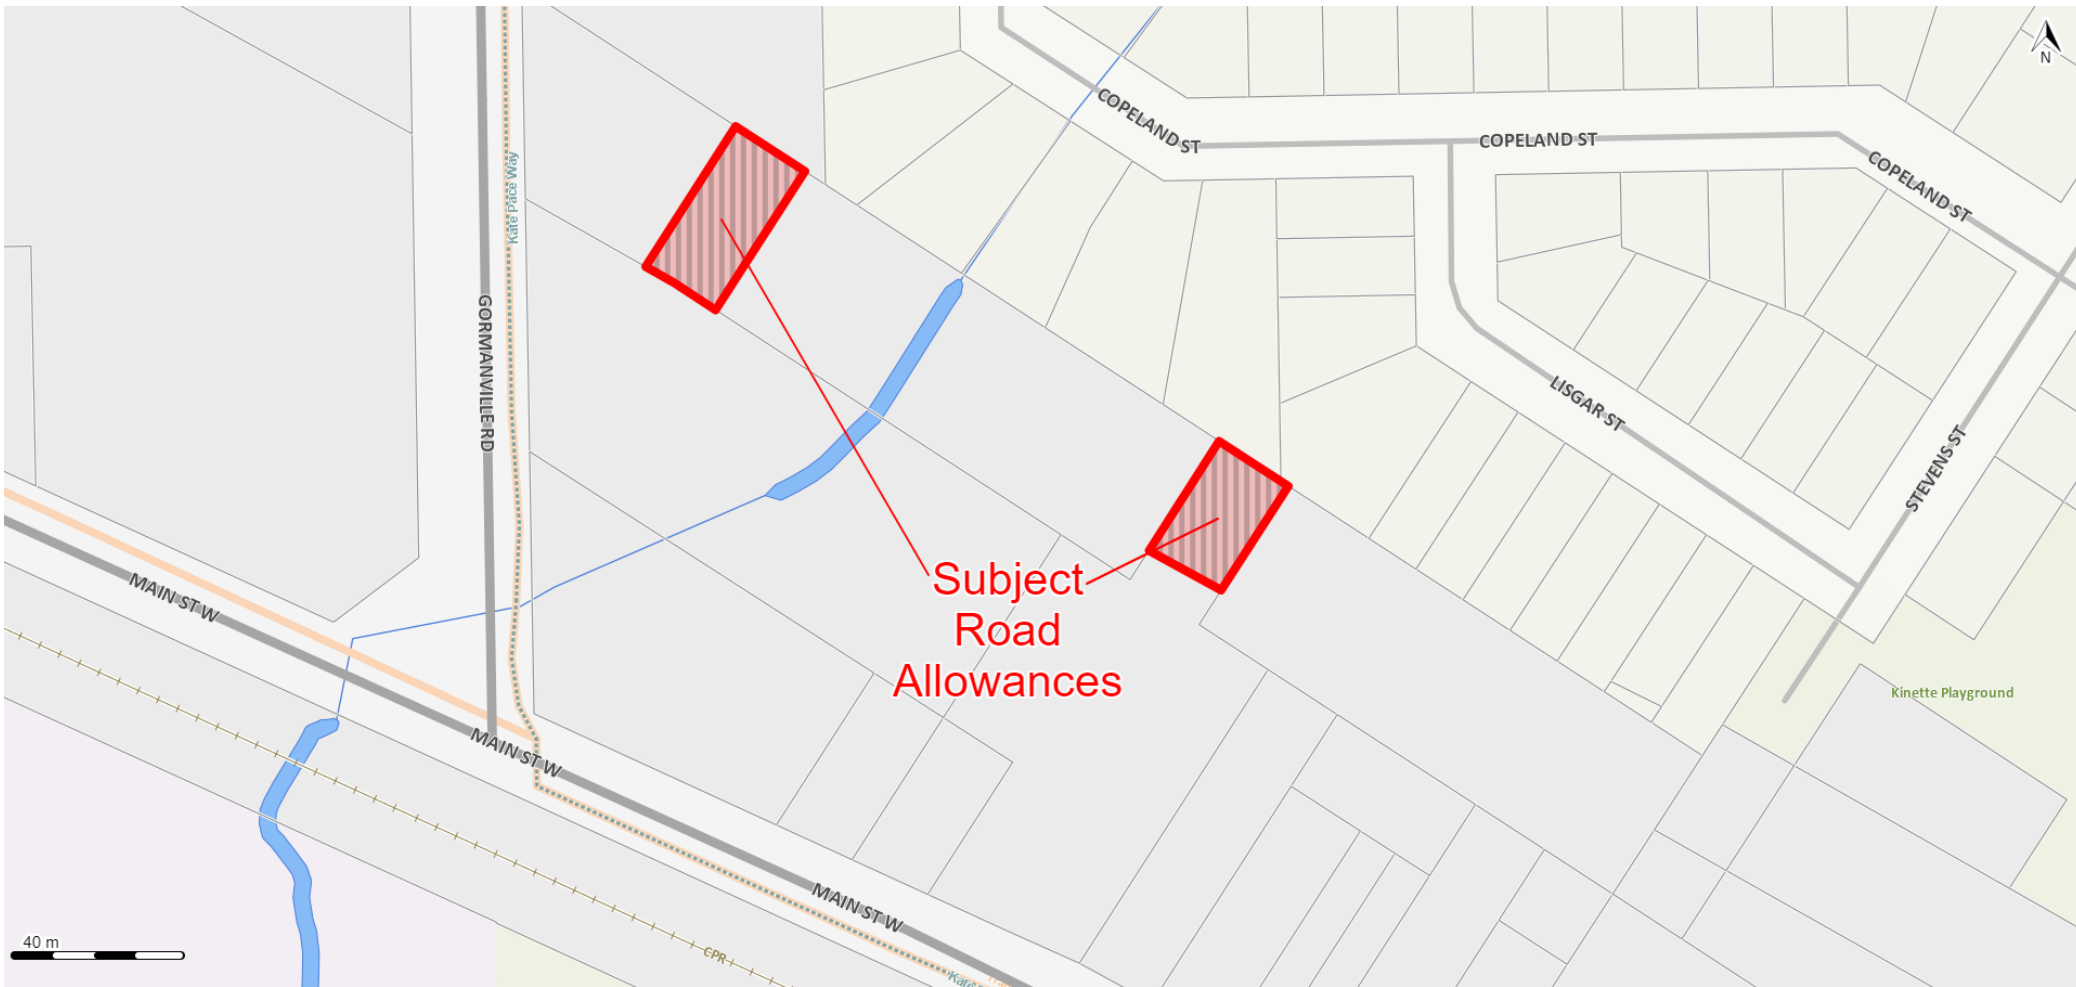 N
COPELAND ST
COPELAND ST
COPELAND ST
Kate Pace Way
GORMANVILLE RD
LISGAR ST
STEVENS ST
Subject
Road
Allowances
MAIN ST W
Kinette Playground
MAIN ST W
MAIN ST W
40 m
CPR